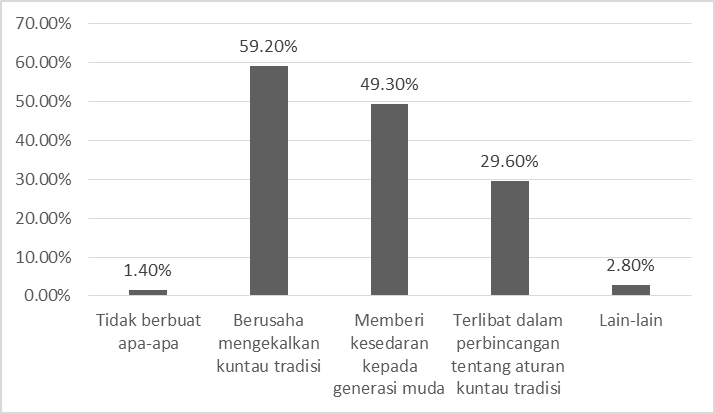 70.00%
60.00%
50.00%
40.00%
30.00%
20.00%
10.00%
0.00%
1.40%
59.20%
49.30%
29.60%
2.80%
Tidak berbuat
apa-apa
Berusaha
mengekalkan
kuntau tradisi
Memberi
kesedaran
kepada
generasi muda
Terlibat dalam
perbincangan
tentang aturan
kuntau tradisi
Lain-lain